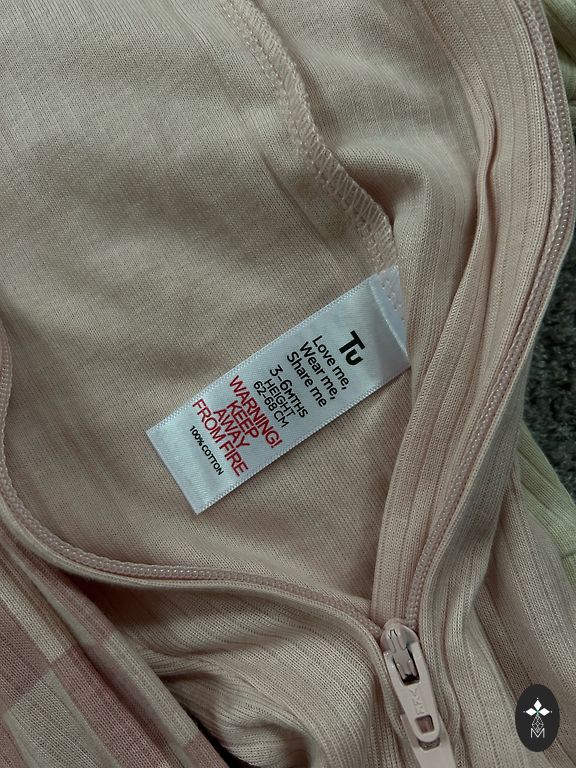 Tu
Love me,
Wear me,
Share me
3-6MTHS
HEIGHT
62-68 CM
WARNING!
KEEP
AWAY
FROM FIRE
100% COTTON